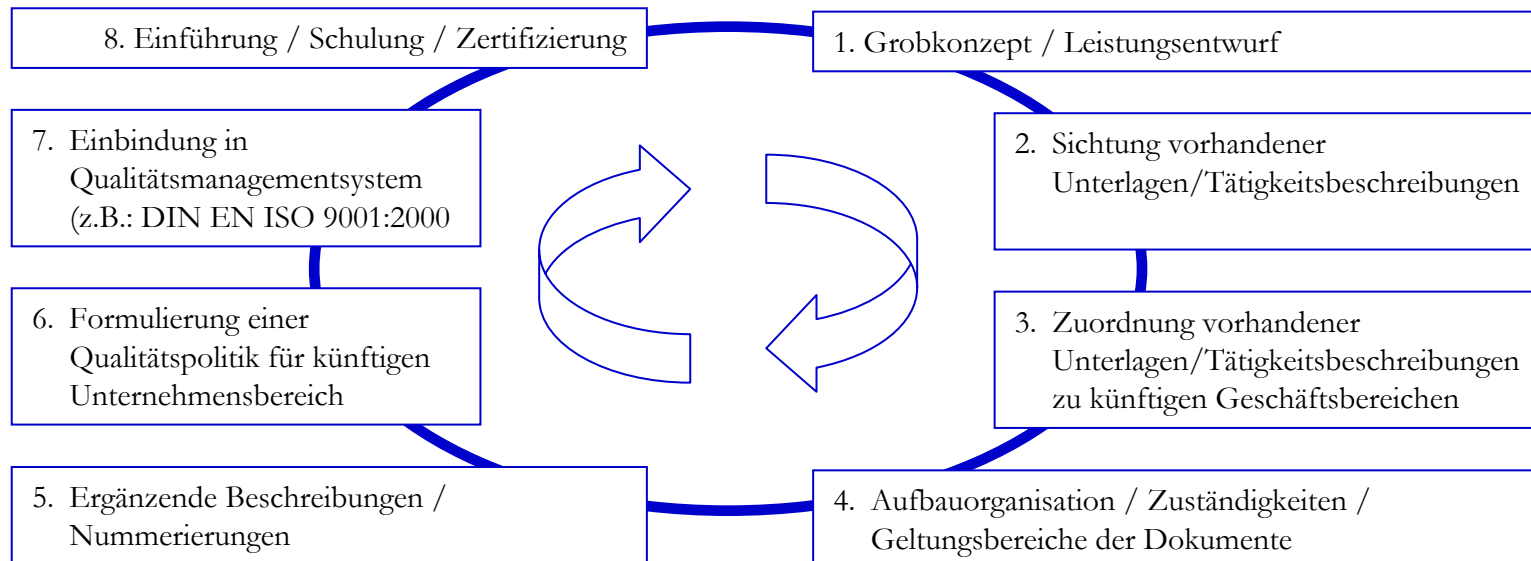 8. Einführung / Schulung / Zertifizierung
1. Grobkonzept / Leistungsentwurf
7. Einbindung in
Qualitätsmanagementsystem
(z.B.: DIN EN ISO 9001:2000
2. Sichtung vorhandener
Unterlagen/Tätigkeitsbeschreibungen
6. Formulierung einer
Qualitätspolitik für künftigen
Unternehmensbereich
3. Zuordnung vorhandener
Unterlagen/Tätigkeitsbeschreibungen
zu künftigen Geschäftsbereichen
5. Ergänzende Beschreibungen /
Nummerierungen
4. Aufbauorganisation / Zuständigkeiten /
Geltungsbereiche der Dokumente